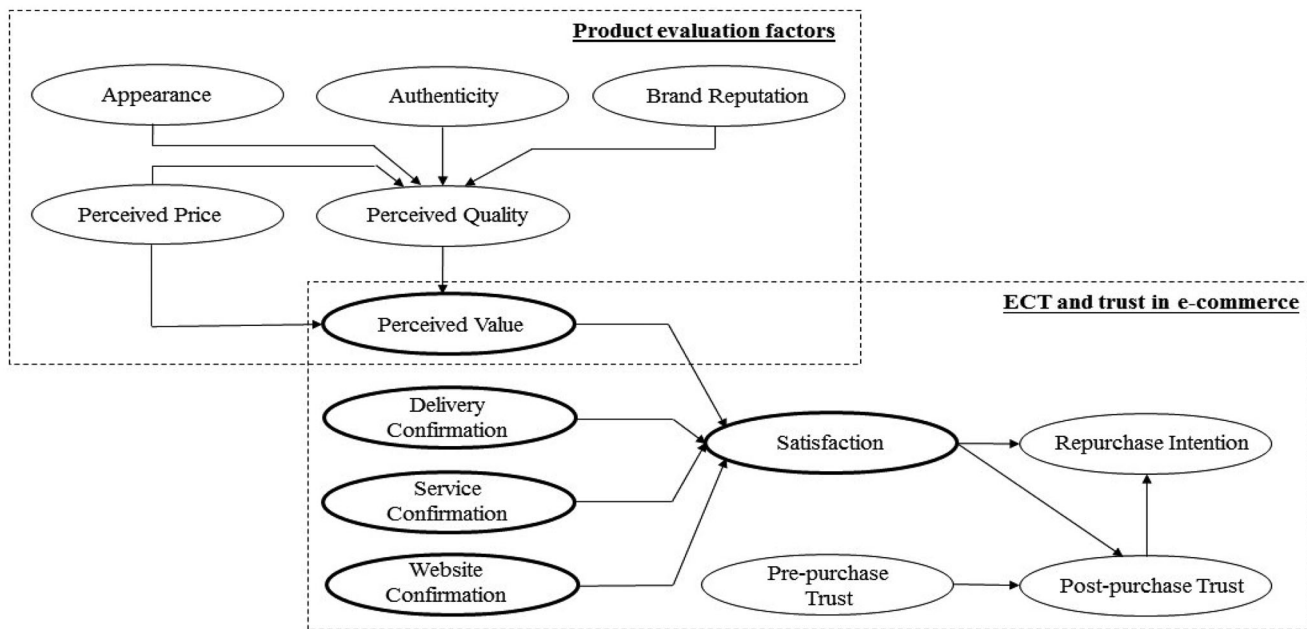 Product evaluation factors
Appearance
Authenticity
Brand Reputation
Perceived Price
Perceived Quality
ECT and trust in e-commerce
Perceived Value
Delivery
Confirmation
Satisfaction
Repurchase Intention
Service
Confirmation
Website
Confirmation
Pre-purchase
Trust
Post-purchase Trust